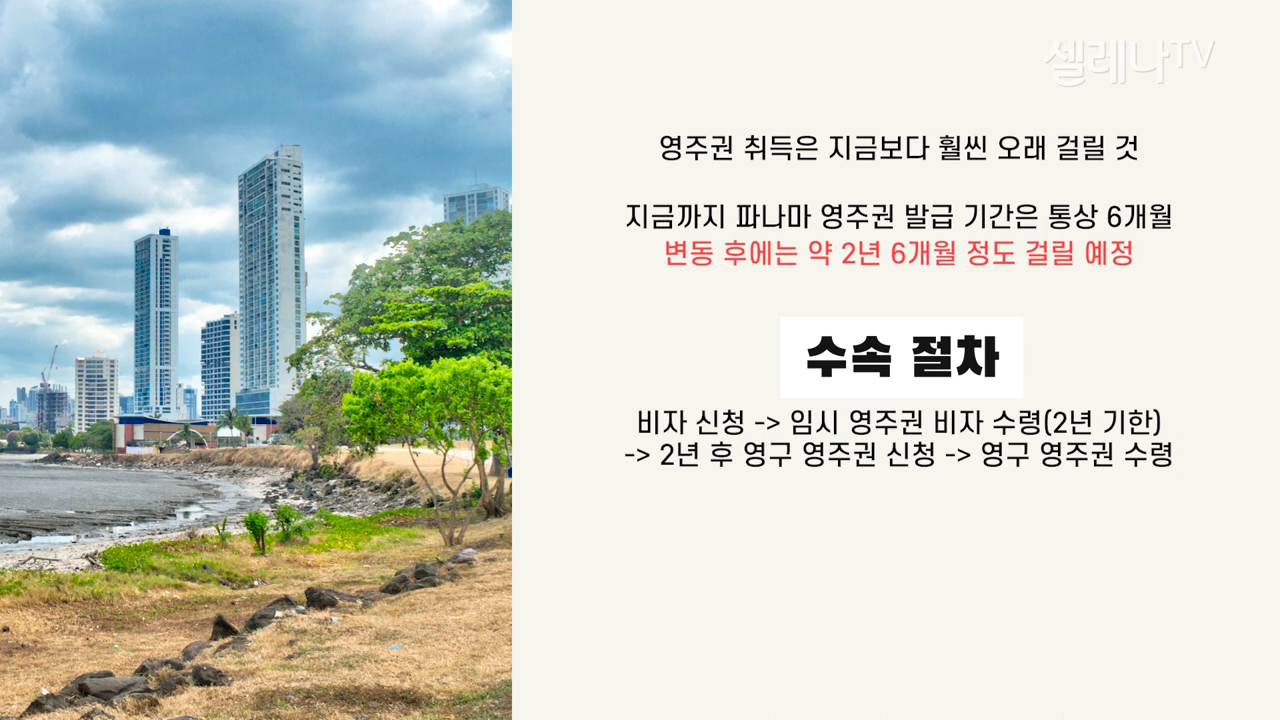 셀레나TV
영주권 취득은 지금보다 훨씬 오래 걸릴 것
지금까지 파나마 영주권 발급 기간은 통상 6개월
변동 후에는 약 2년 6개월 정도 걸릴 예정
수속 절차
비자 신청 -> 임시 영주권 비자 수령(2년 기한)
-> 2년 후 영구 영주권 신청 -> 영구 영주권 수령